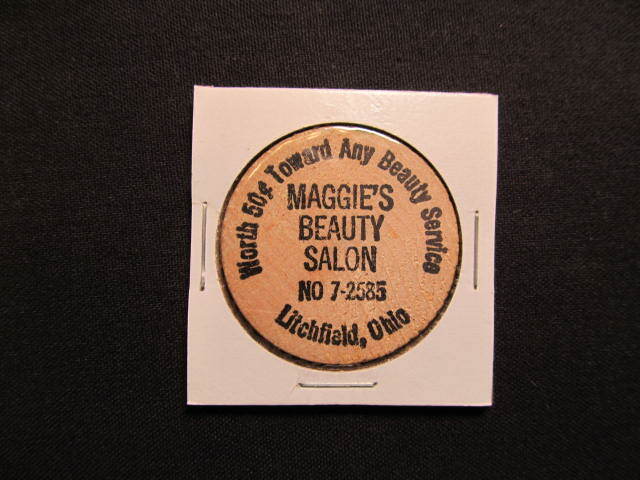 Worth 50¢ Toward Any Beauty Service
MAGGIE'S
BEAUTY
SALON
NO 7-2585
Litchfield, Ohio